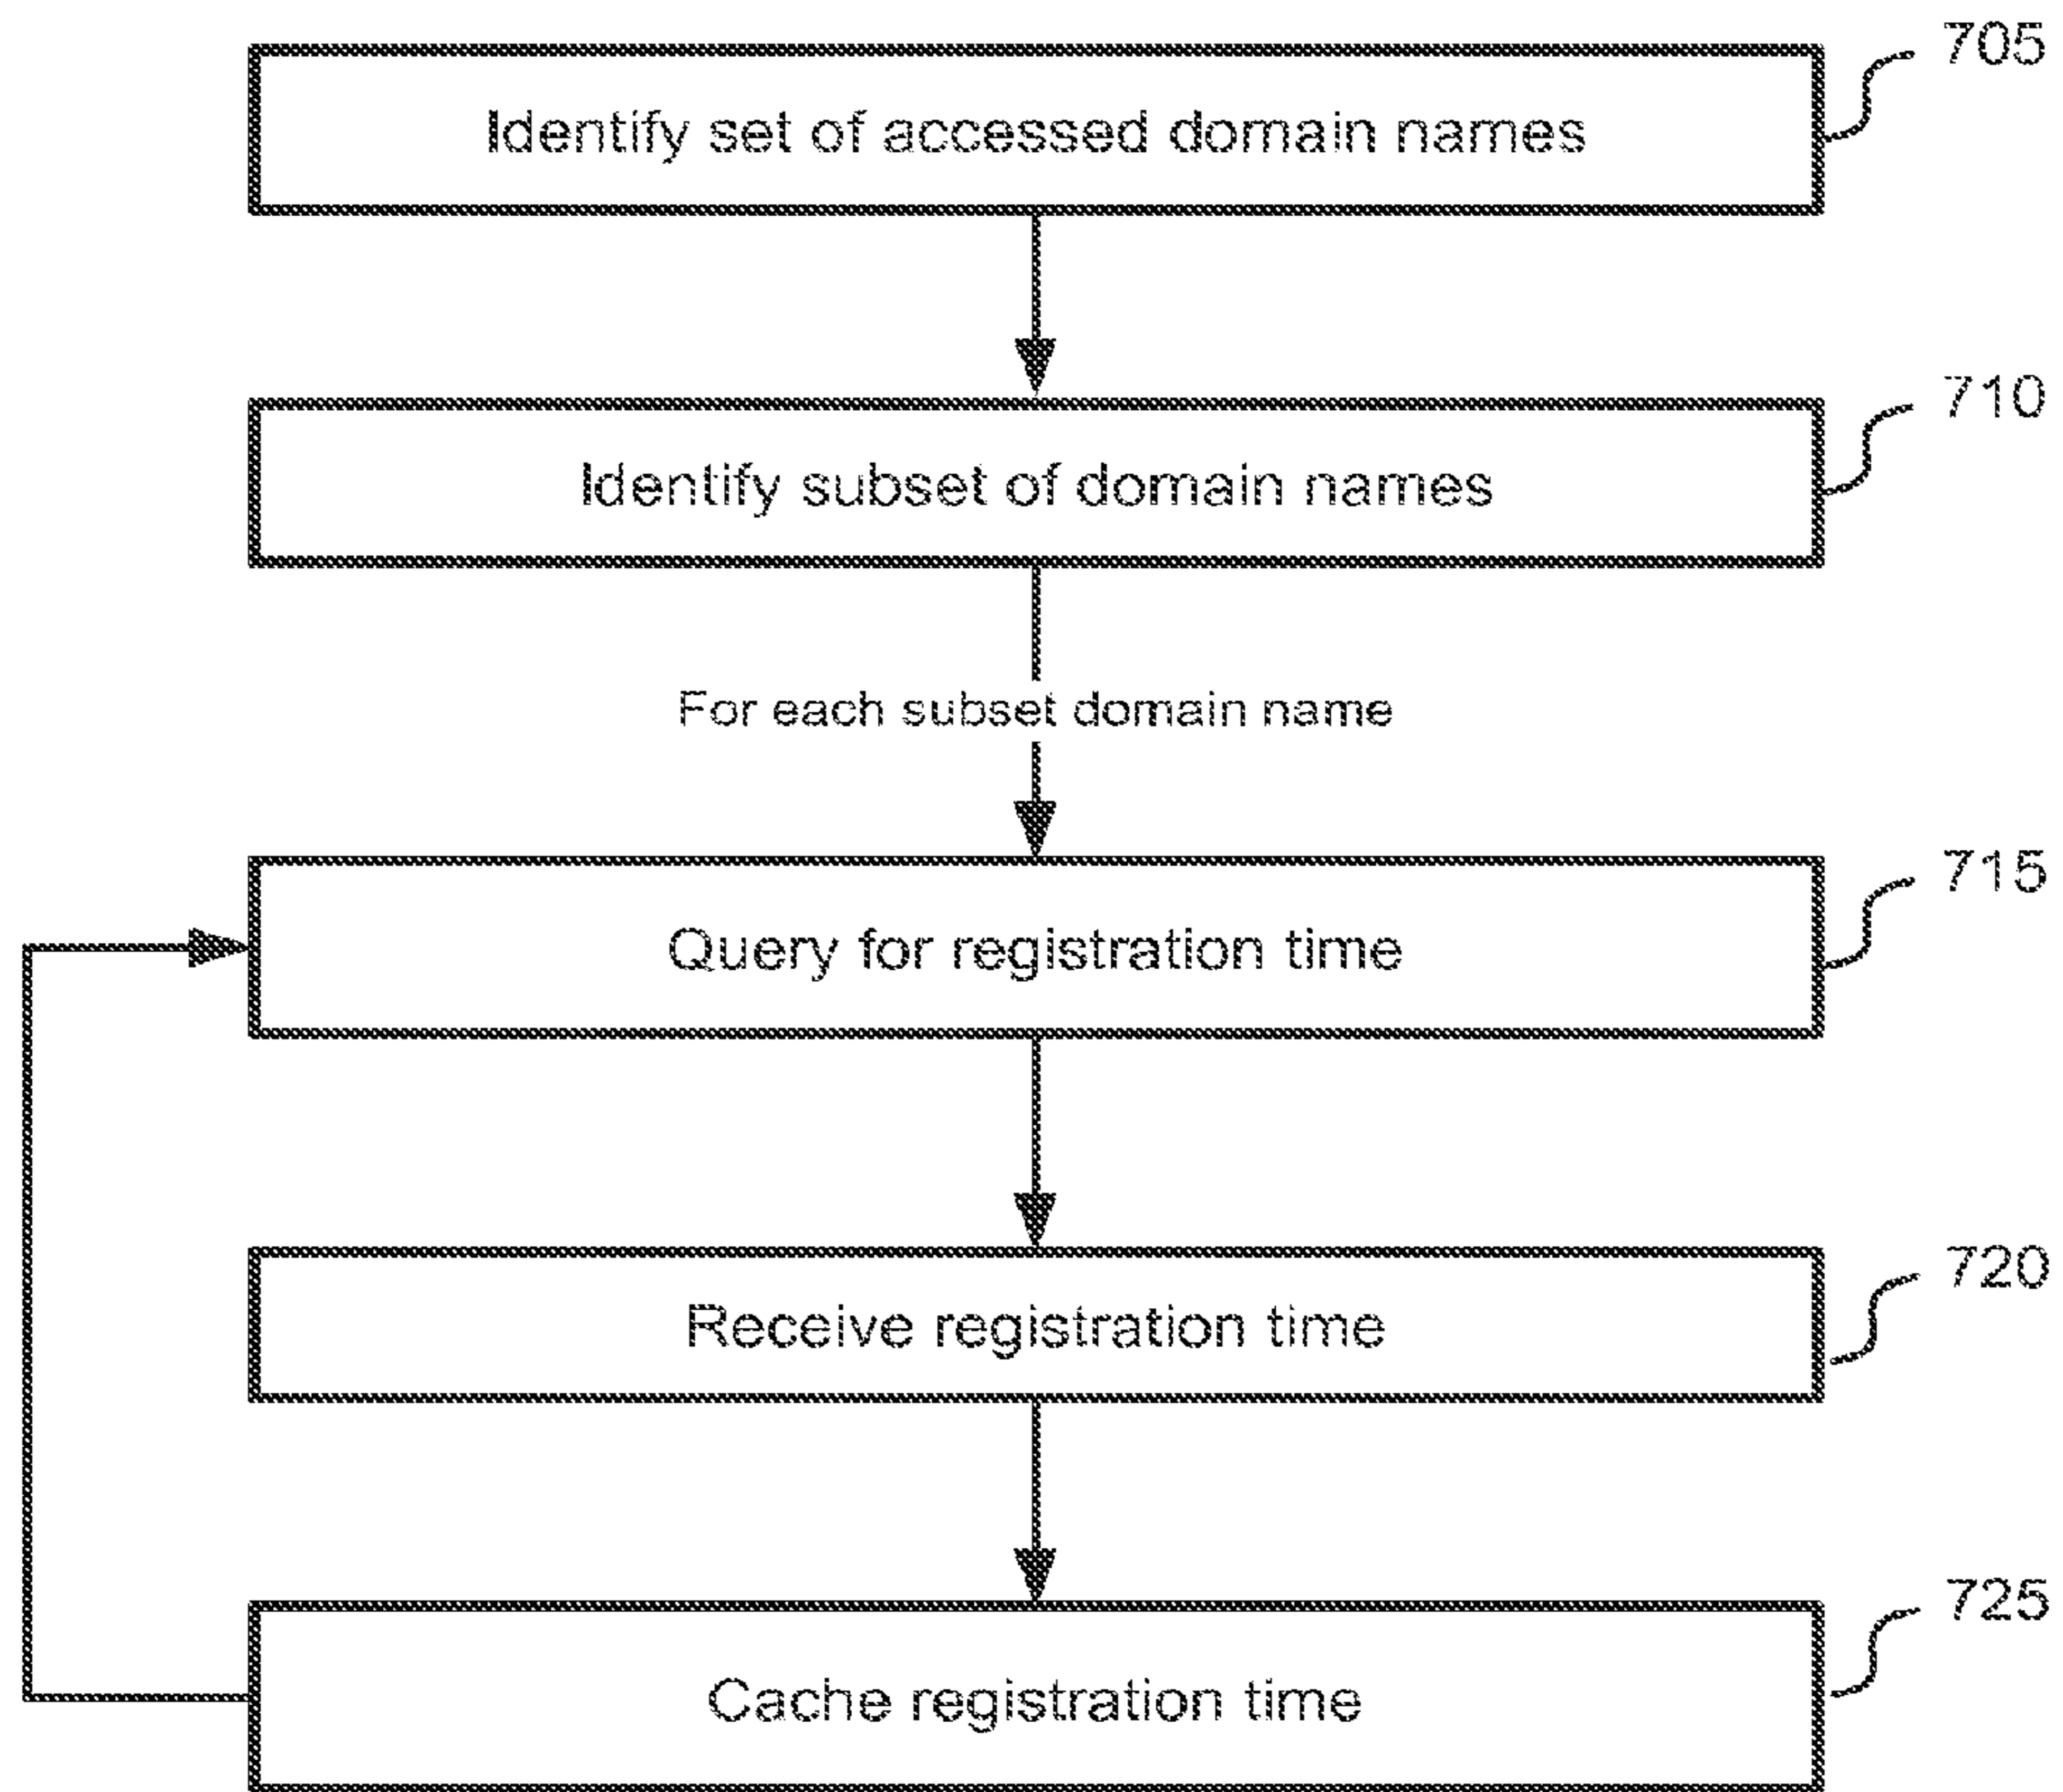 705
Identify set of accessed domain names
710
Identify subset of domain names
For each subset domain name
715
Query for registration time
720
Receive registration time
725
Cache registration time